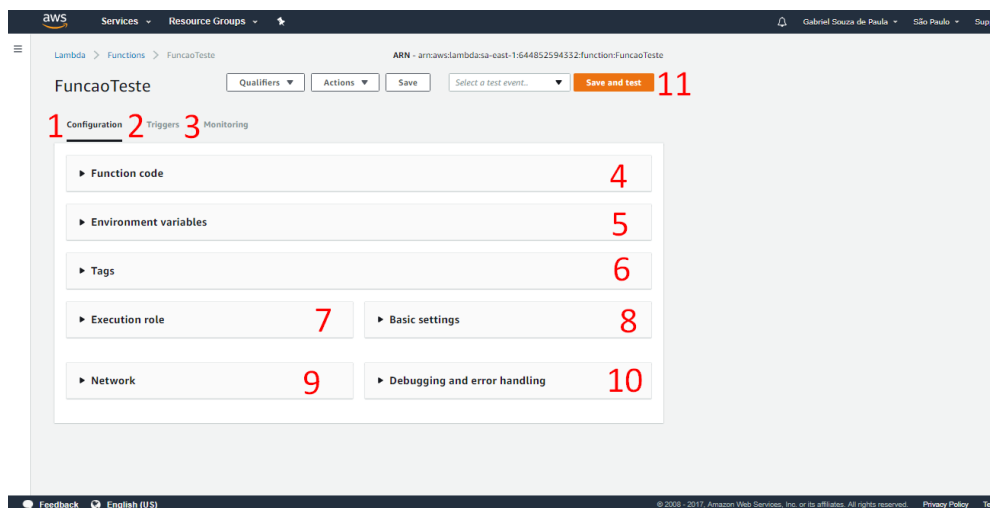 aws Services Resource Groups Gabriel Souza de Paula São Paulo Sup
Lambda > Functions > FuncaoTeste ARN - arn:aws:lambda:sa-east-1:644852594332:function:FuncaoTeste
FuncaoTeste Qualifiers Actions Save Select a test event.. Save and test 11
1 Configuration 2 Triggers 3 Monitoring
Function code 4
Environment variables 5
Tags 6
Execution role 7 Basic settings 8
Network 9 Debugging and error handling 10
Feedback English (US) © 2008 - 2017, Amazon Web Services, Inc. or its affiliates. All rights reserved. Privacy Policy Te